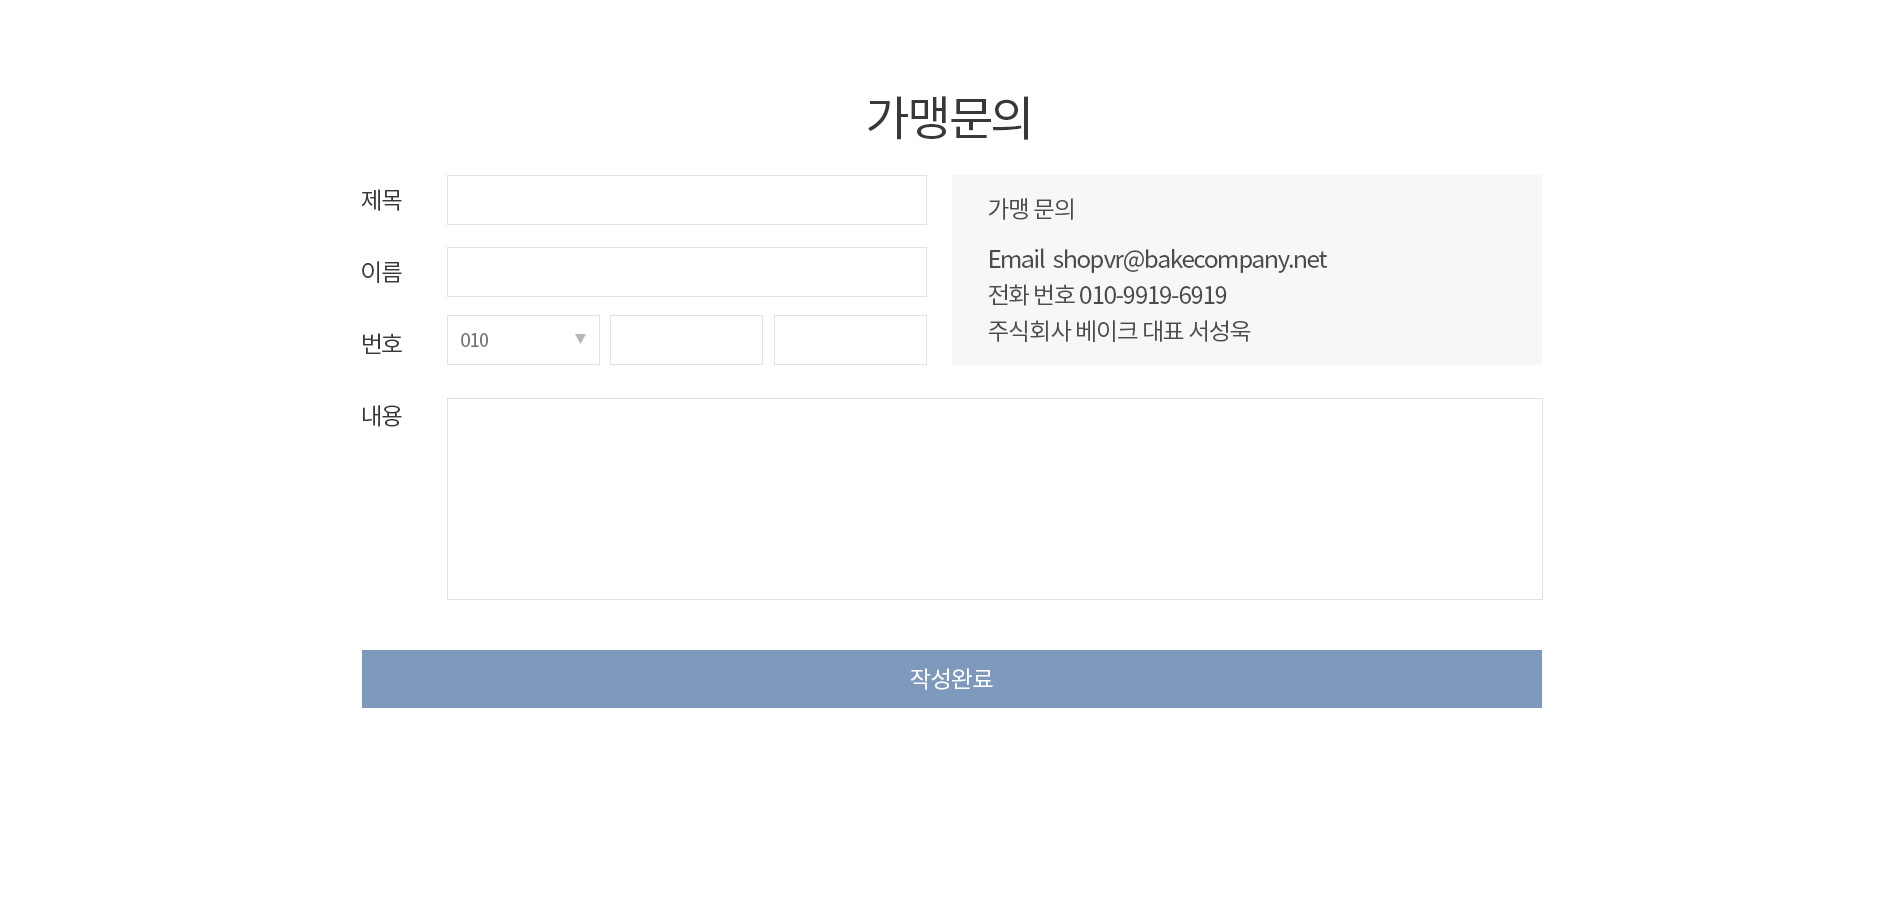 가맹문의
제목
이름
번호
010
가맹 문의
Email shopvr@bakecompany.net
전화 번호 010-9919-6919
주식회사 베이크 대표 서성욱
내용
작성완료